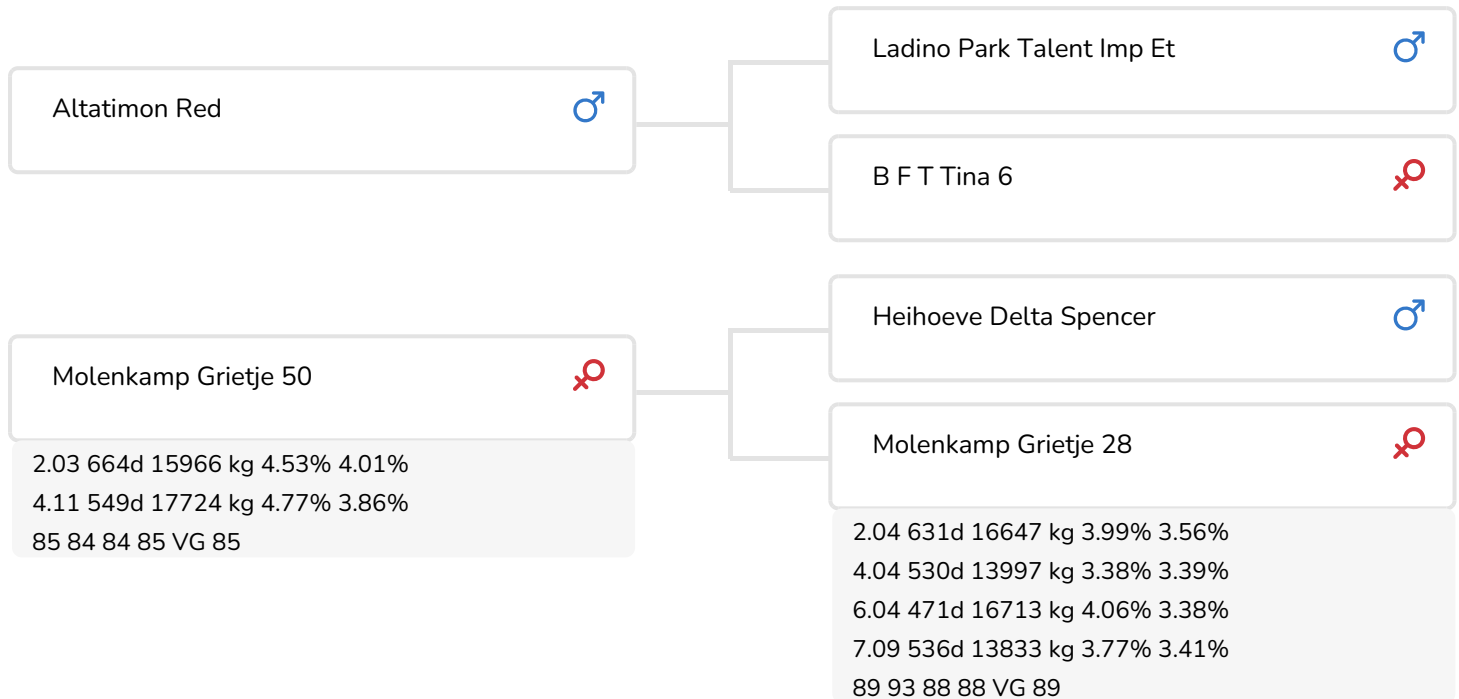 Ladino Park Talent Imp Et
Altatimon Red
B F T Tina 6
Heihoeve Delta Spencer
Molenkamp Grietje 50
2.03 664d 15966 kg 4.53% 4.01%
4.11 549d 17724 kg 4.77% 3.86%
85 84 84 85 VG 85
Molenkamp Grietje 28
2.04 631d 16647 kg 3.99% 3.56%
4.04 530d 13997 kg 3.38% 3.39%
6.04 471d 16713 kg 4.06% 3.38%
7.09 536d 13833 kg 3.77% 3.41%
89 93 88 88 VG 89